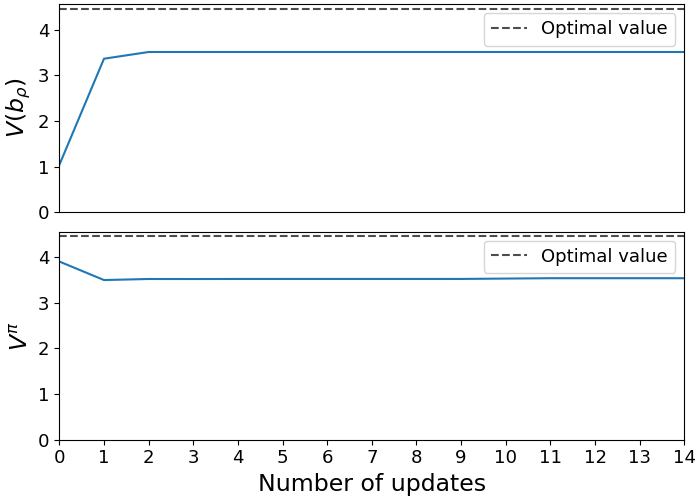 V(b_ρ)
4
3
2
1
0
Optimal value
V^π
4
3
2
1
0
Optimal value
0 1 2 3 4 5 6 7 8 9 10 11 12 13 14
Number of updates